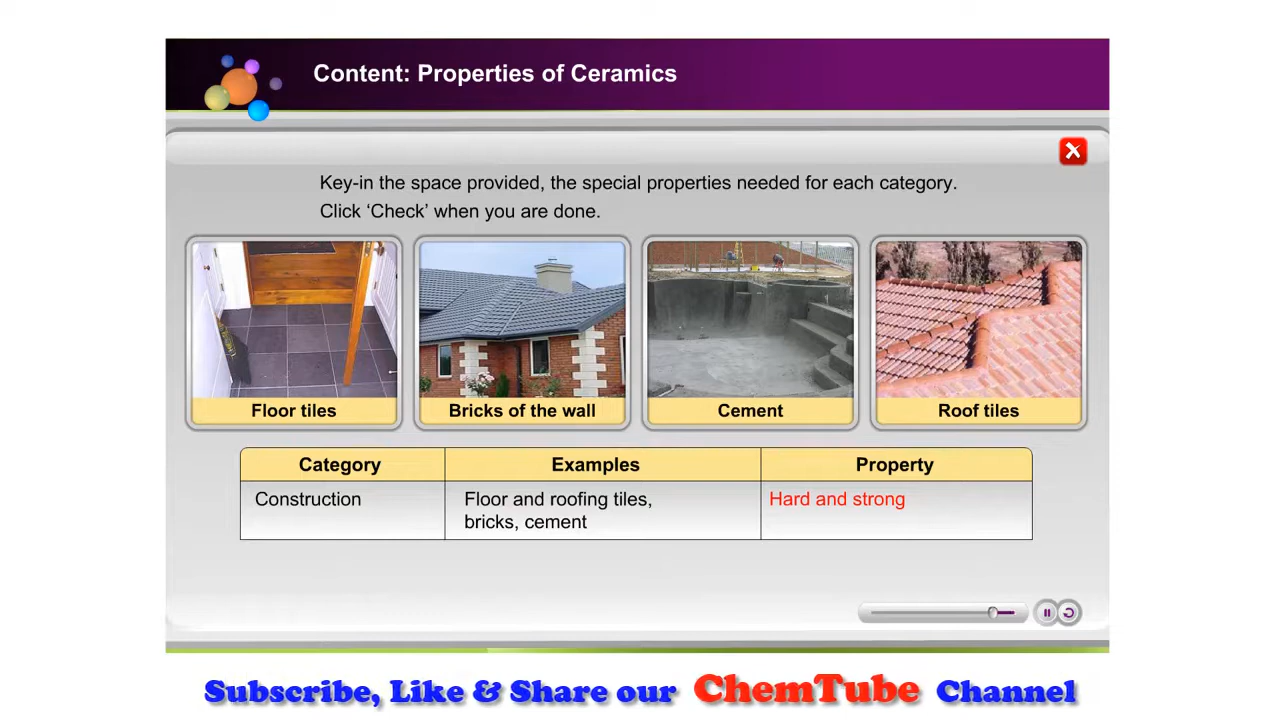 Content: Properties of Ceramics
Key-in the space provided, the special properties needed for each category.
Click ‘Check’ when you are done.
Floor tiles
Bricks of the wall
Cement
Roof tiles
Category
Examples
Property
Construction
Floor and roofing tiles,
bricks, cement
Hard and strong
Subscribe, Like & Share our ChemTube Channel